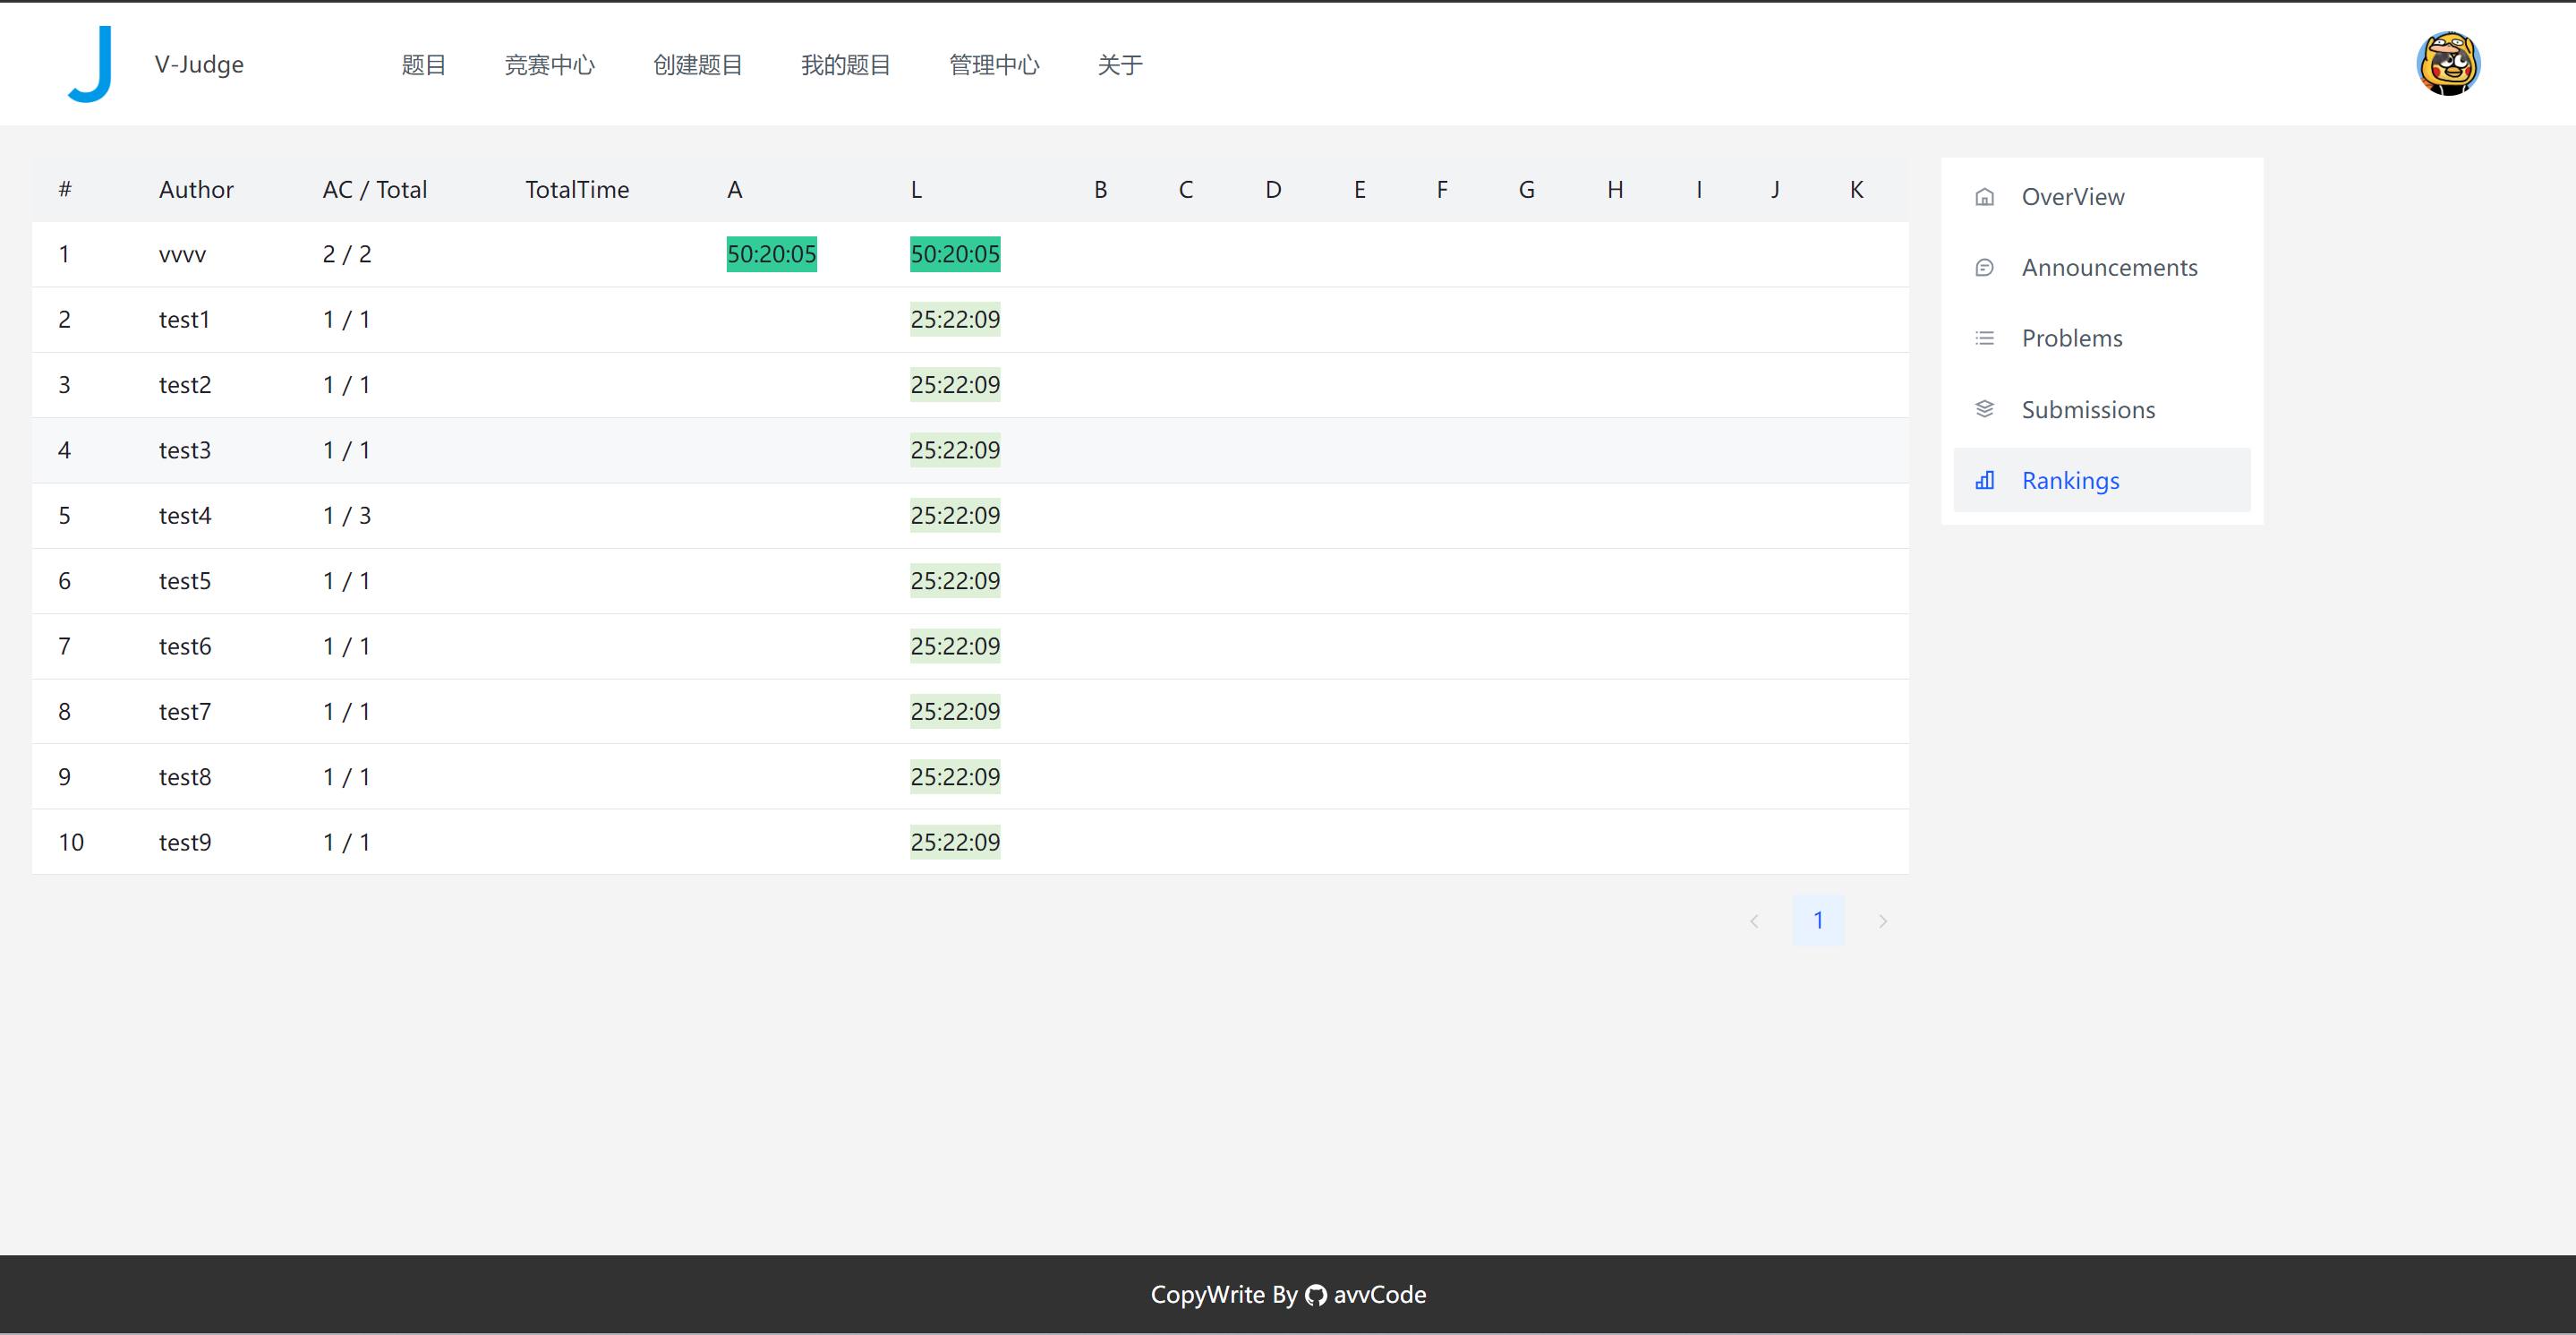 V-Judge 题目 竞赛中心 创建题目 我的题目 管理中心 关于
# Author AC / Total TotalTime A L B C D E F G H I J K
1 vvvv 2 / 2 50:20:05 50:20:05
2 test1 1 / 1 25:22:09
3 test2 1 / 1 25:22:09
4 test3 1 / 1 25:22:09
5 test4 1 / 3 25:22:09
6 test5 1 / 1 25:22:09
7 test6 1 / 1 25:22:09
8 test7 1 / 1 25:22:09
9 test8 1 / 1 25:22:09
10 test9 1 / 1 25:22:09
1
OverView
Announcements
Problems
Submissions
Rankings
CopyWrite By avvCode